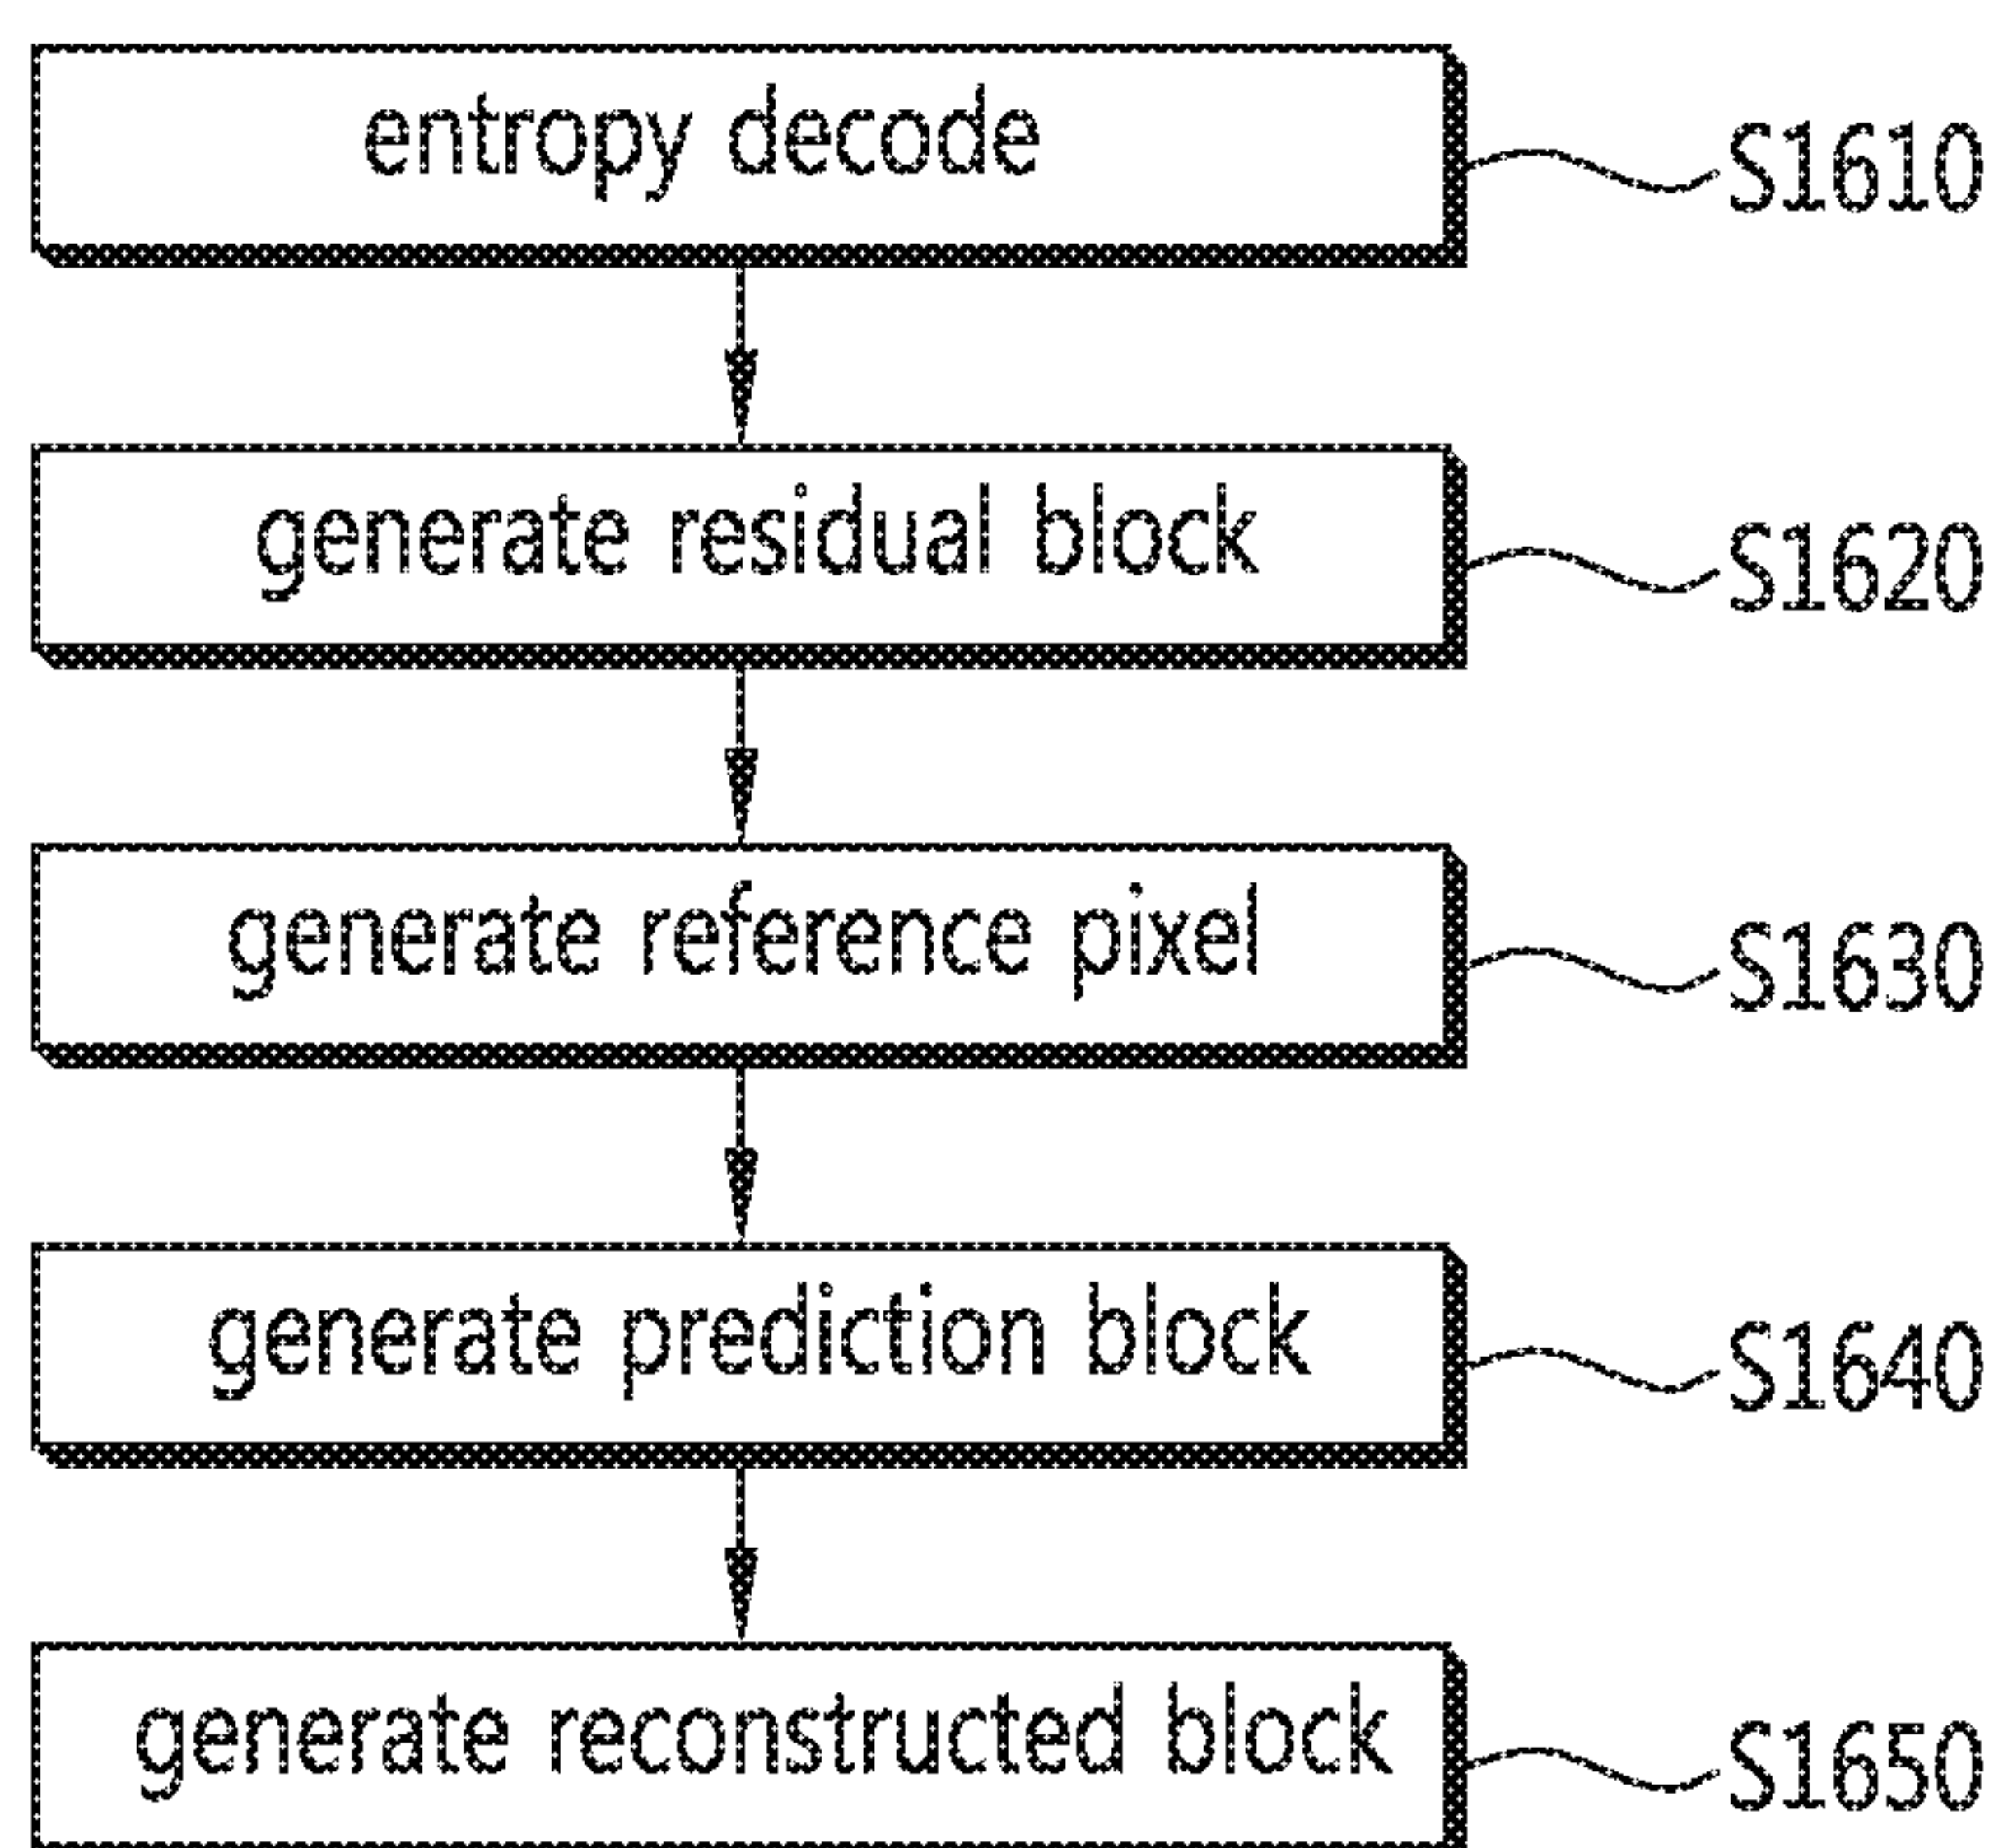 entropy decode
S1610
generate residual block
S1620
generate reference pixel
S1630
generate prediction block
S1640
generate reconstructed block
S1650